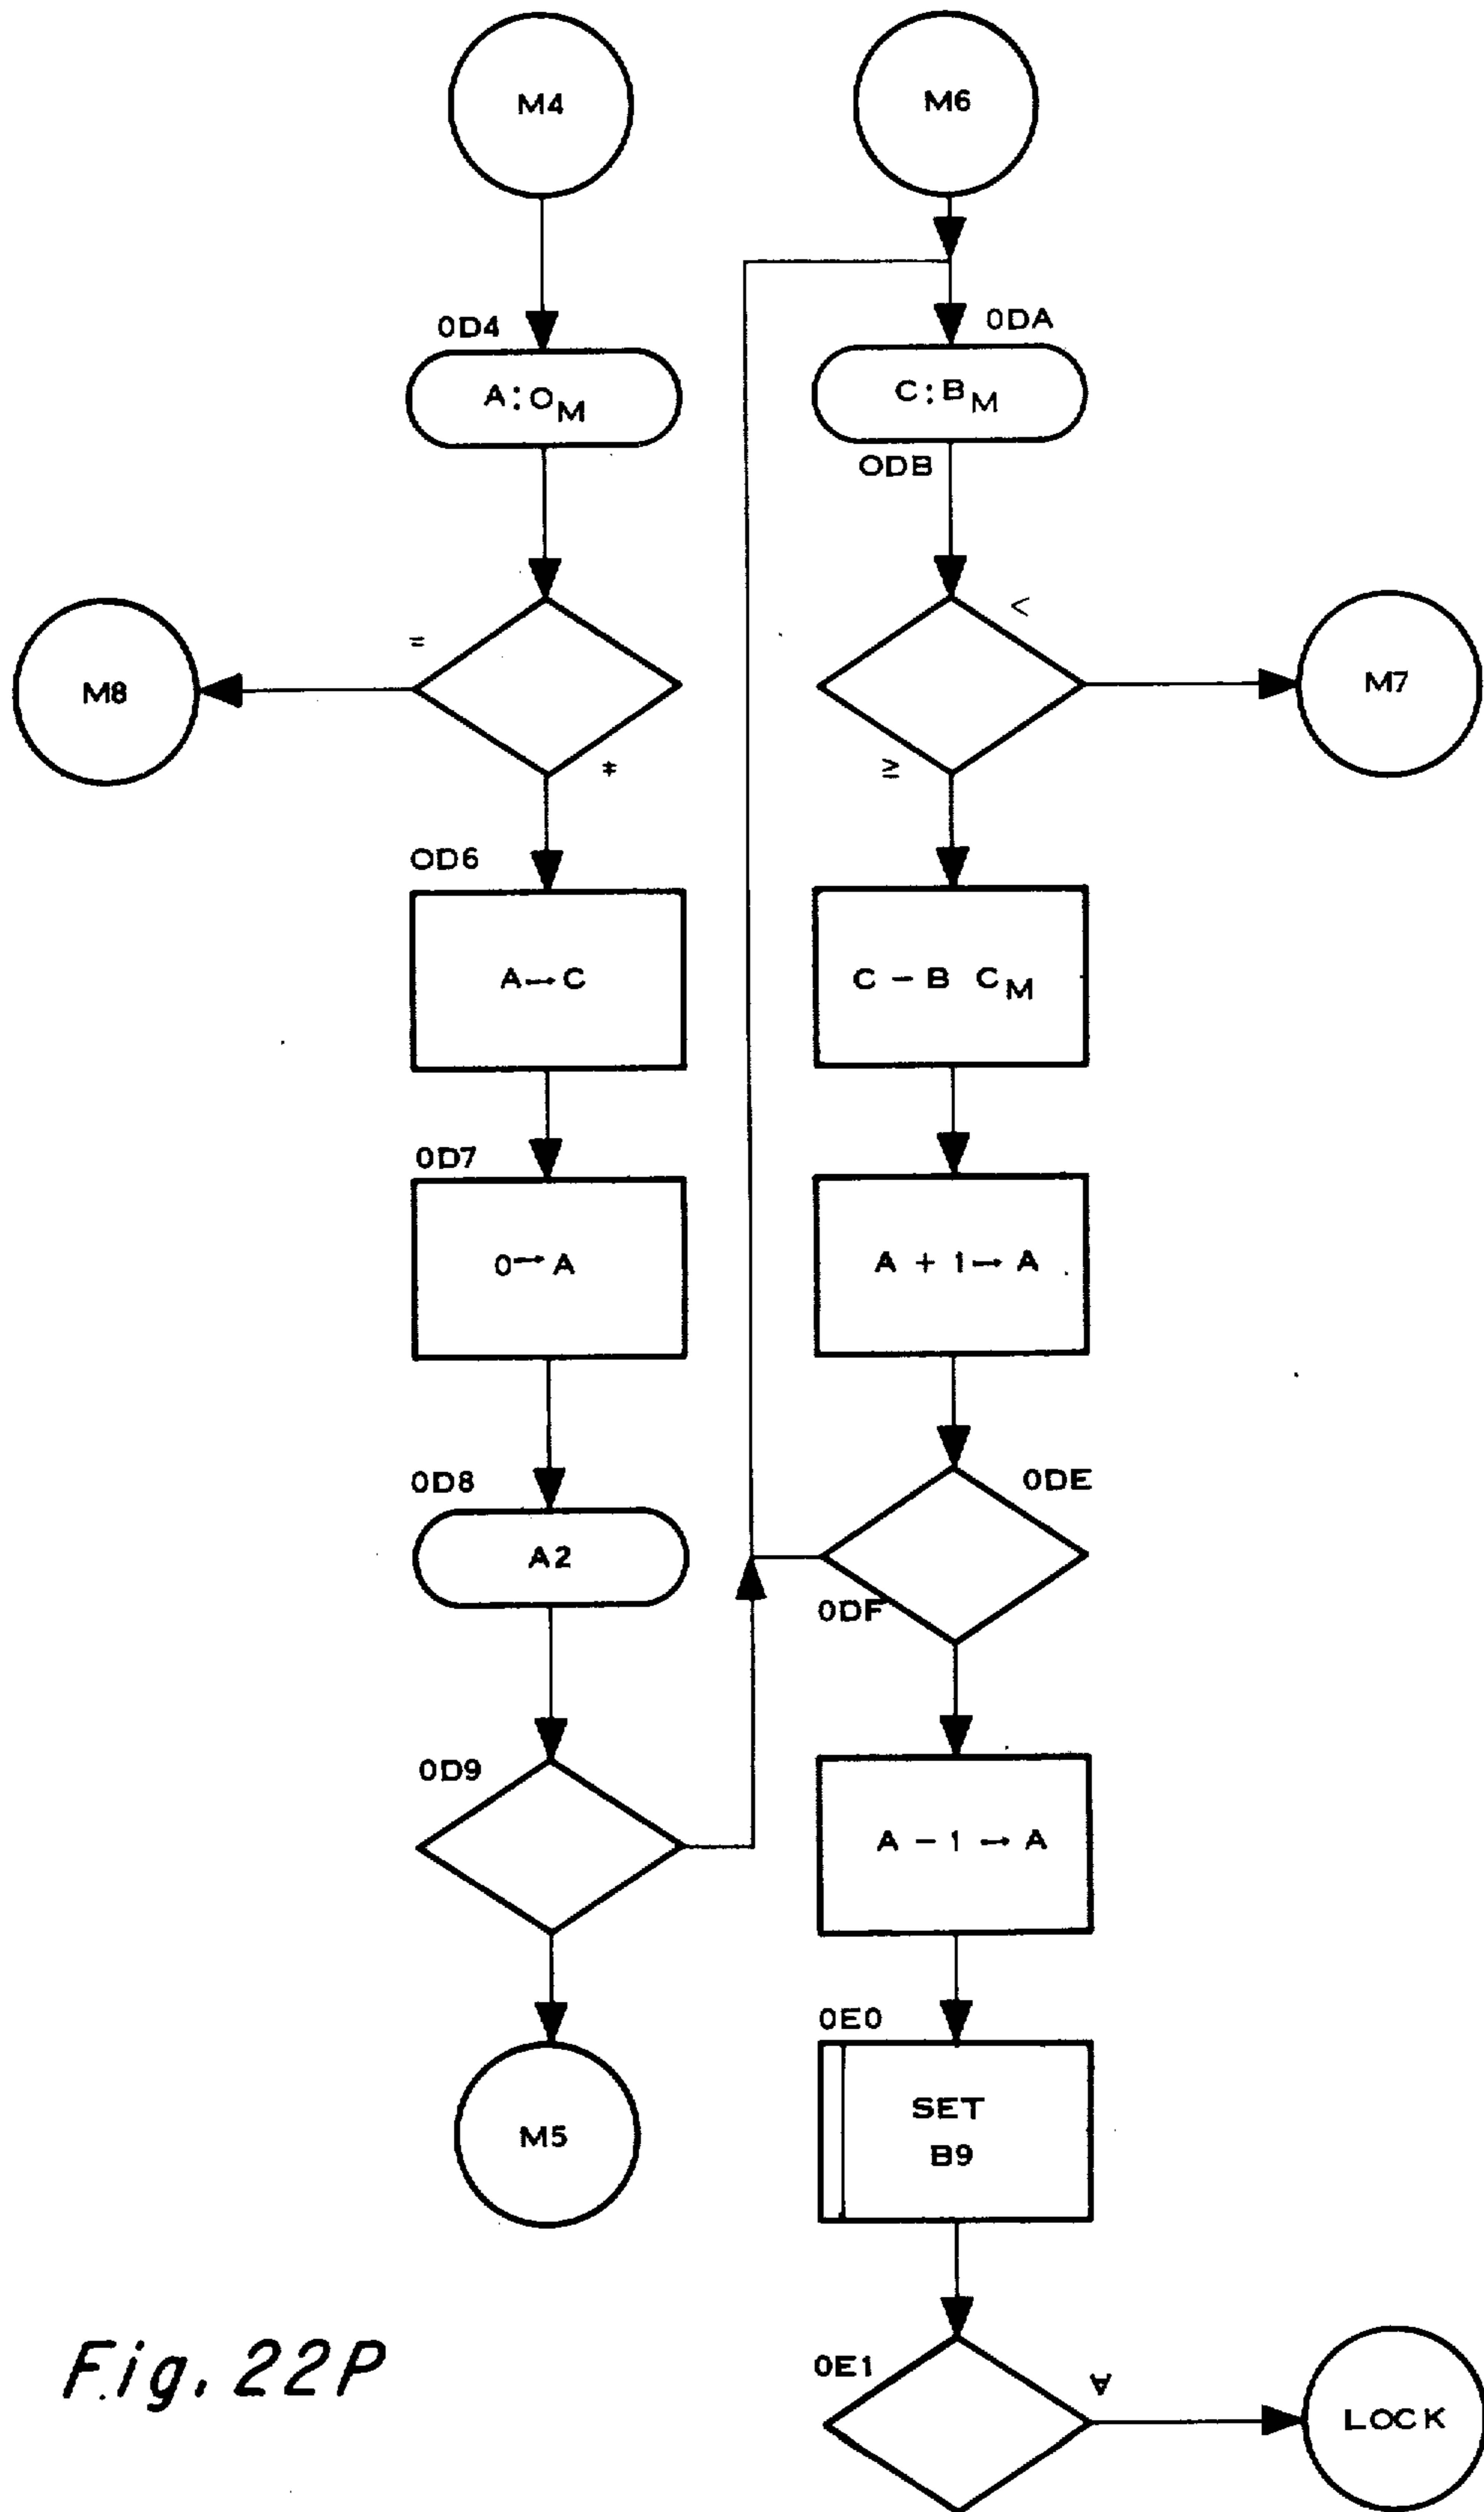 M4
0D4
A:O_M
=
M8
≠
0D6
A→C
0D7
0→A
0D8
A2
0D9
M5
M6
0DA
C:B_M
0DB
<
M7
≥
C - B C_M
A + 1→ A
0DE
0DF
A - 1 → A
0E0
SET
B9
0E1
∀
LOCK
Fig. 22P